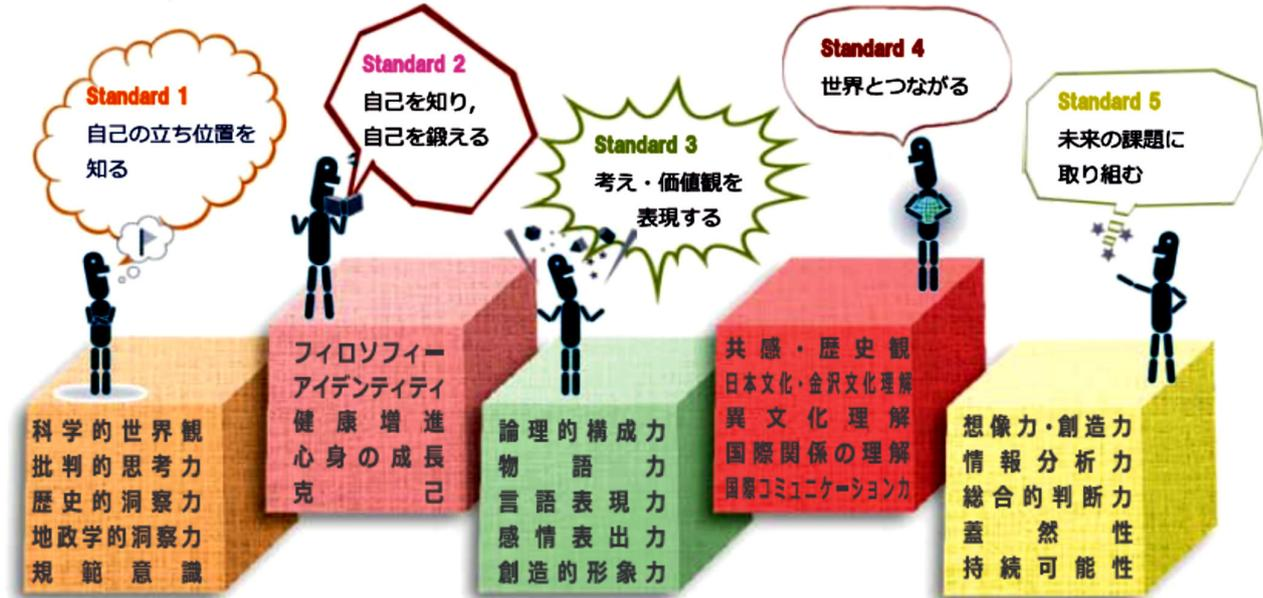 Standard 1
自己の立ち位置を
知る
科学的世界観
批判的思考力
歴史的洞察力
地政学的洞察力
規範意識
Standard 2
自己を知り,
自己を鍛える
フィロソフィー
アイデンティティ
健康増進
心身の成長
克己
Standard 3
考え・価値観を
表現する
論理的構成力
物語力
言語表現力
感情表出力
創造的形象力
Standard 4
世界とつながる
共感・歴史観
日本文化・金沢文化理解
異文化理解
国際関係の理解
国際コミュニケーション力
Standard 5
未来の課題に
取り組む
想像力・創造力
情報分析力
総合的判断力
蓋然性
持続可能性